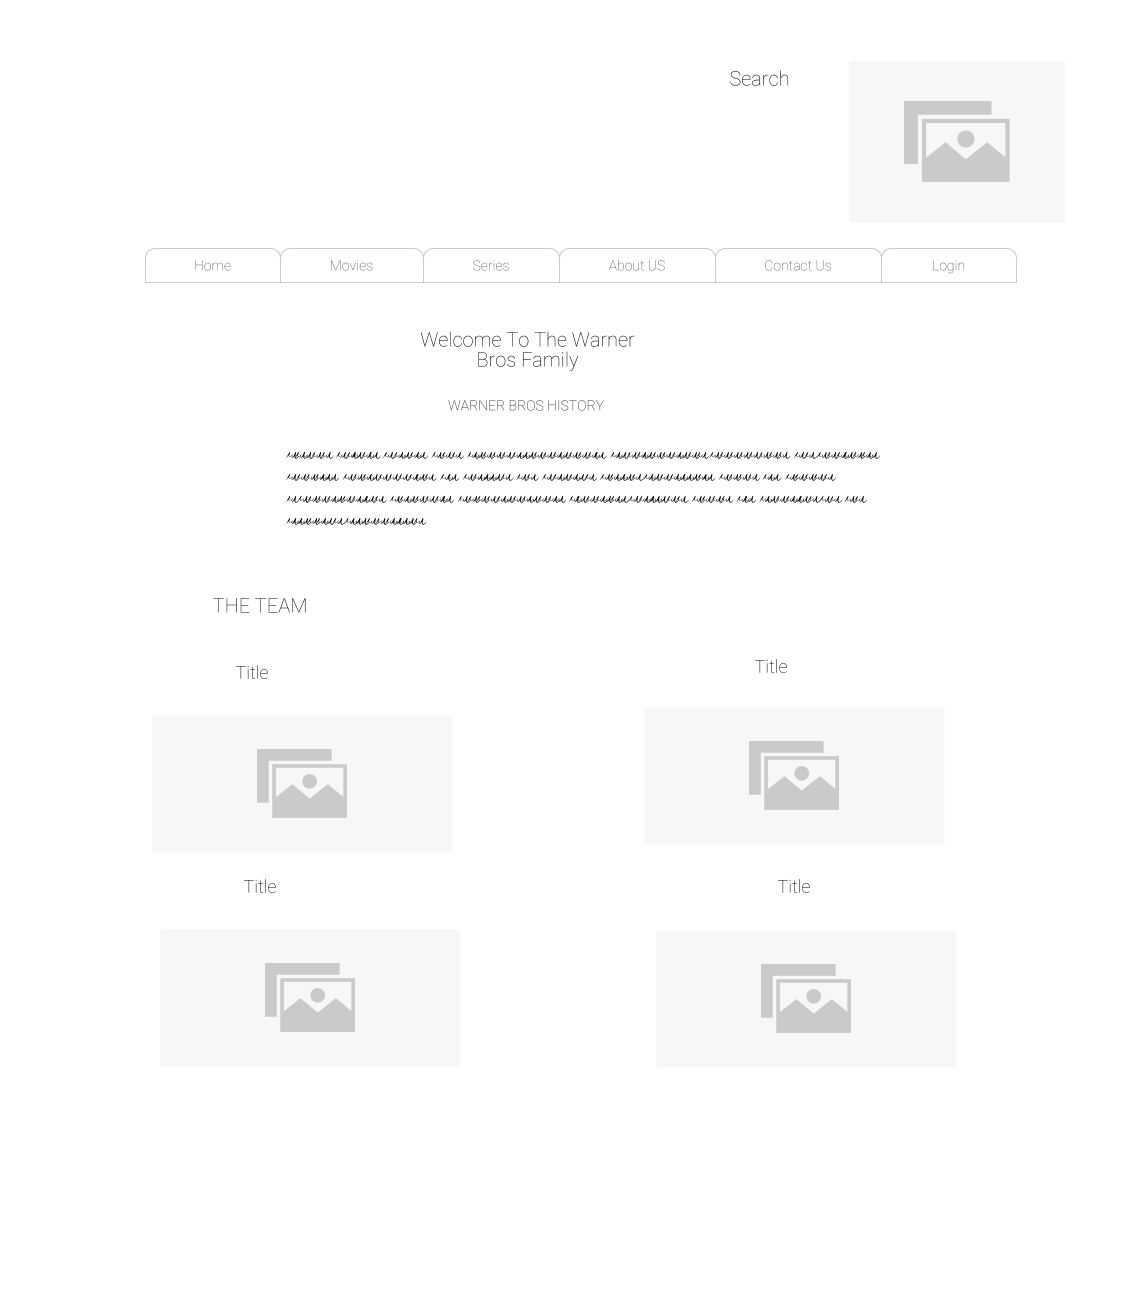 Search
Home Movies Series About US Contact Us Login
Welcome To The Warner
Bros Family
WARNER BROS HISTORY
THE TEAM
Title Title
Title Title